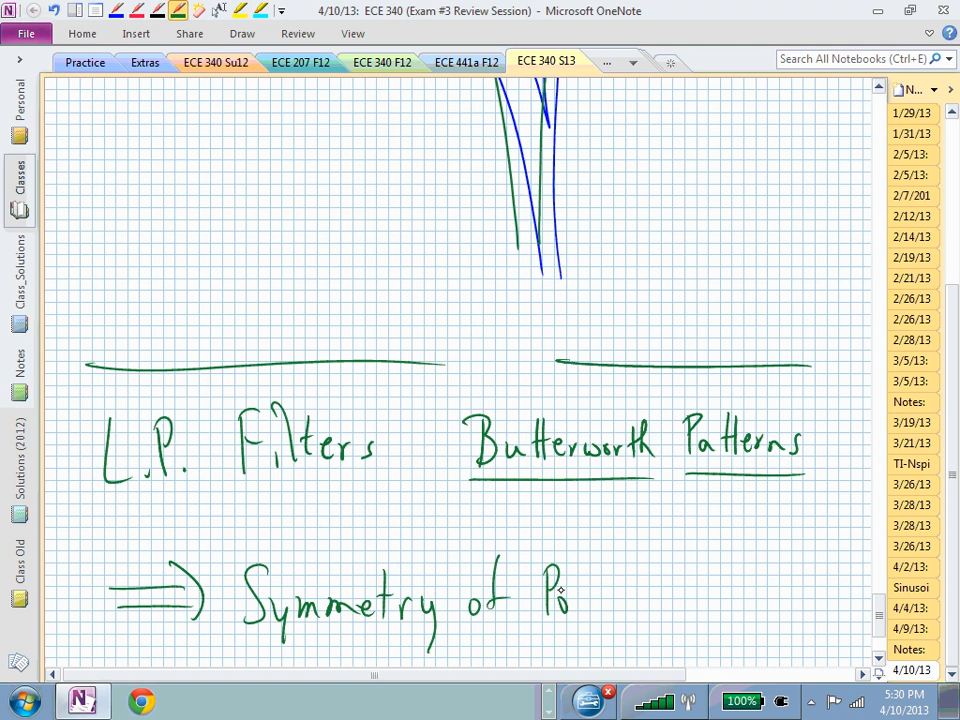 4/10/13: ECE 340 (Exam #3 Review Session) - Microsoft OneNote
File Home Insert Share Draw Review View
Practice Extras ECE 340 Su12 ECE 207 F12 ECE 340 F12 ECE 441a F12 ECE 340 S13 ... Search All Notebooks (Ctrl+E)
Personal
Classes
Class_Solutions
Notes
Solutions (2012)
Class Old
N...
1/29/13
1/31/13
2/5/13:
2/5/13:
2/7/201
2/12/13
2/14/13
2/19/13
2/21/13
2/26/13
2/26/13
2/28/13
3/5/13:
3/5/13:
Notes:
3/19/13
3/21/13
TI-Nspi
3/26/13
3/28/13
3/28/13
3/26/13
4/2/13:
Sinusoi
4/4/13:
4/9/13:
Notes:
4/10/13
L.P. Filters Butterworth Patterns
⇒ Symmetry of Po
100%
5:30 PM
4/10/2013